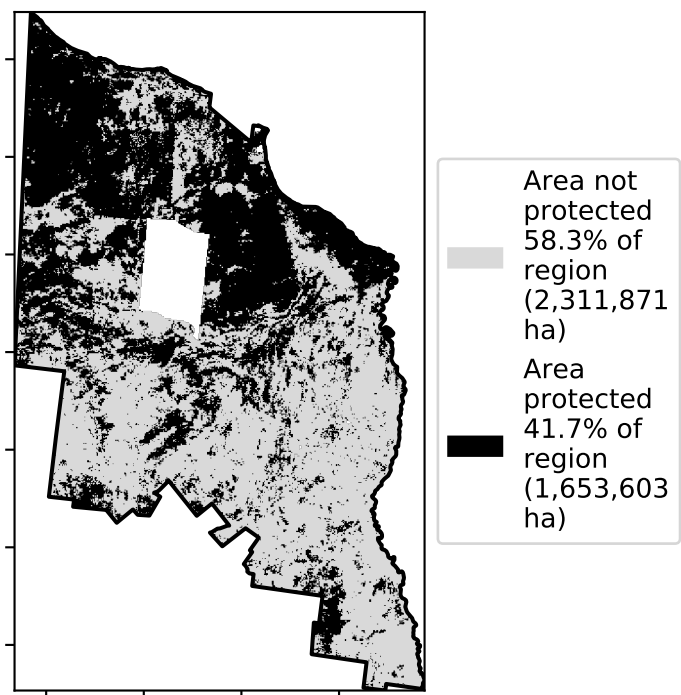 Area not
protected
58.3% of
region
(2,311,871
ha)
Area
protected
41.7% of
region
(1,653,603
ha)